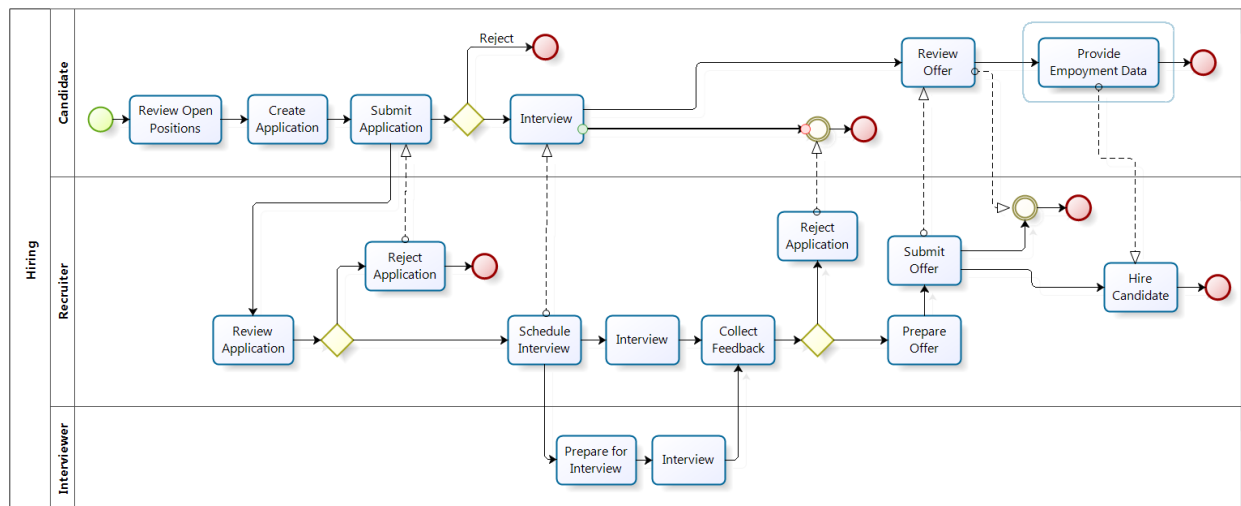 Hiring
Candidate
Review Open
Positions
Create
Application
Submit
Application
Reject
Interview
Review
Offer
Provide
Empoyment Data
Recruiter
Review
Application
Reject
Application
Schedule
Interview
Interview
Collect
Feedback
Reject
Application
Prepare
Offer
Submit
Offer
Hire
Candidate
Interviewer
Prepare for
Interview
Interview